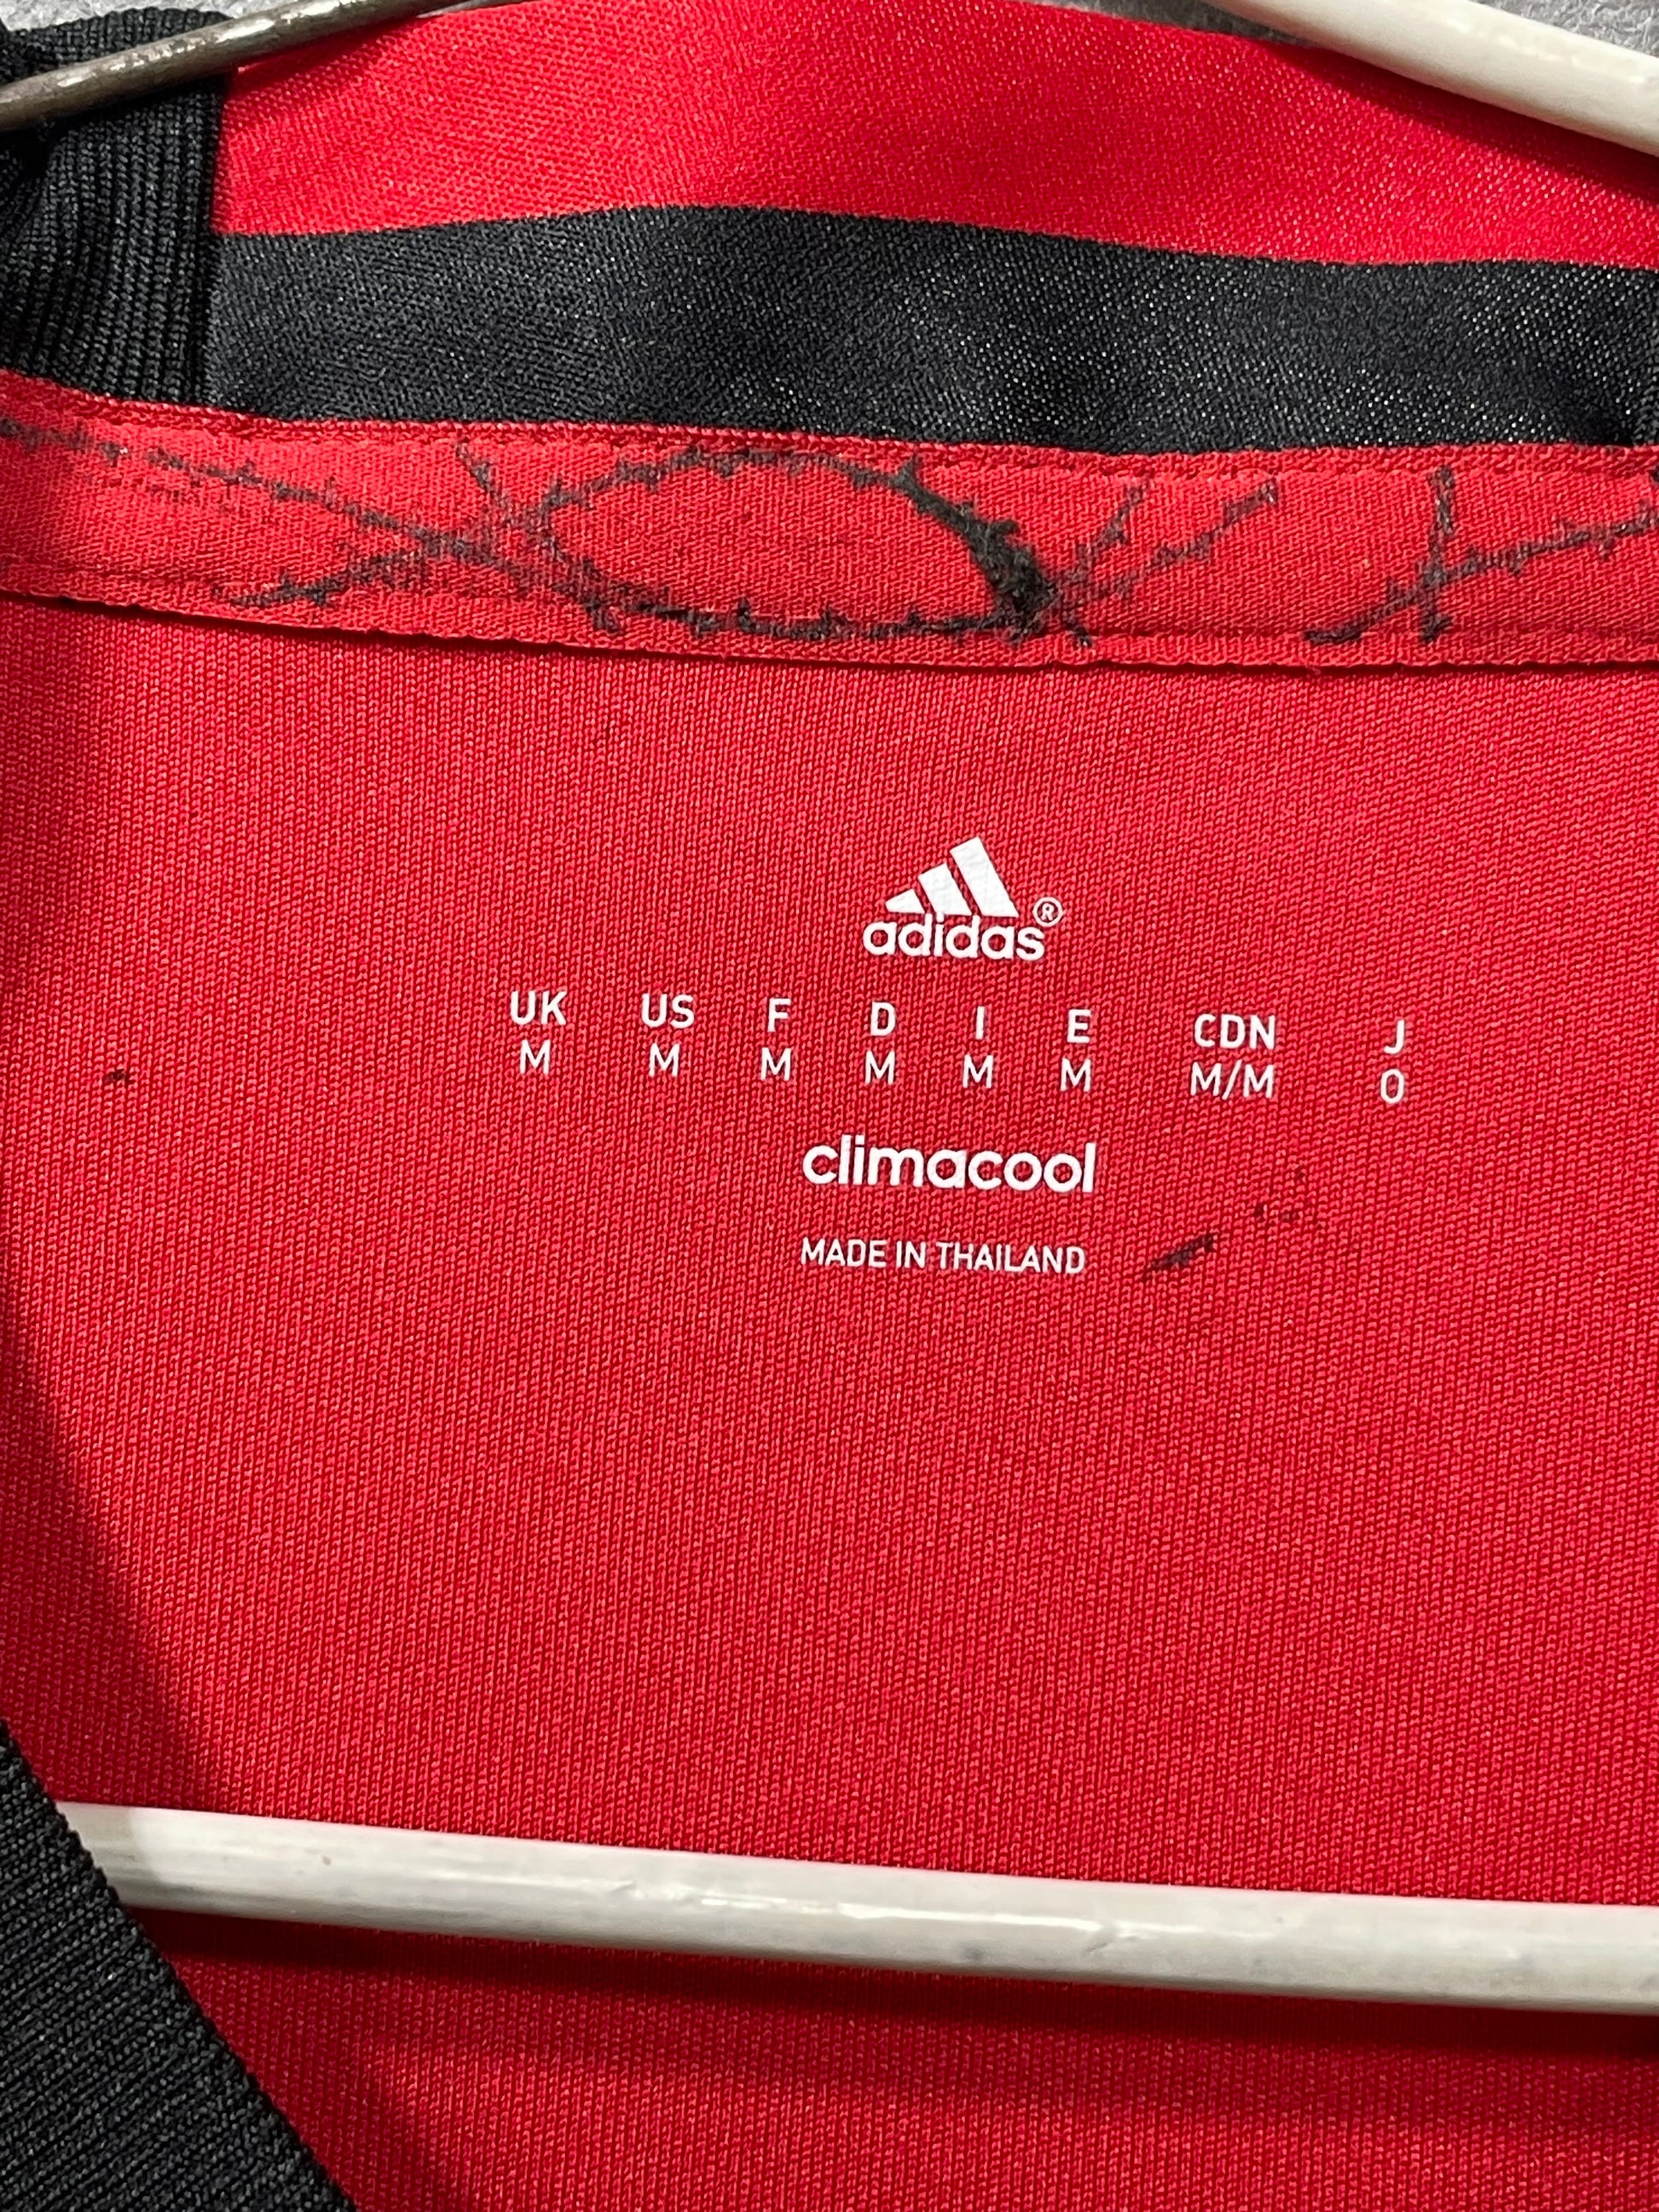 adidas®
UK US F D I E CDN J
M M M M M M M/M O
climacool
MADE IN THAILAND